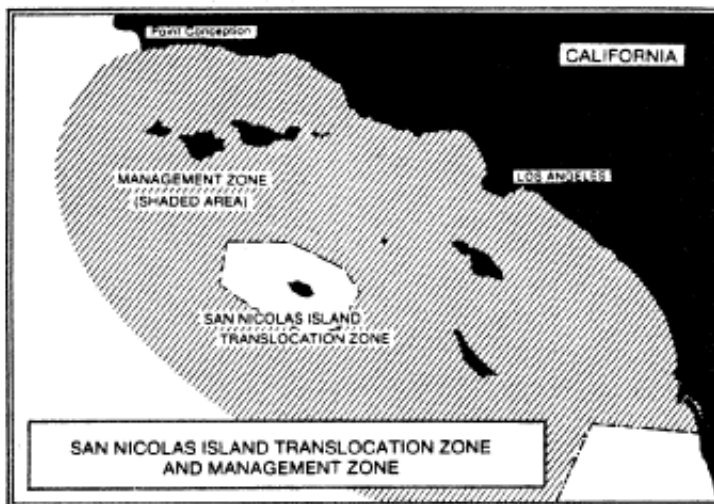 Point Conception
CALIFORNIA
MANAGEMENT ZONE
(SHADED AREA)
LOS ANGELES
SAN NICOLAS ISLAND
TRANSLOCATION ZONE
SAN NICOLAS ISLAND TRANSLOCATION ZONE
AND MANAGEMENT ZONE